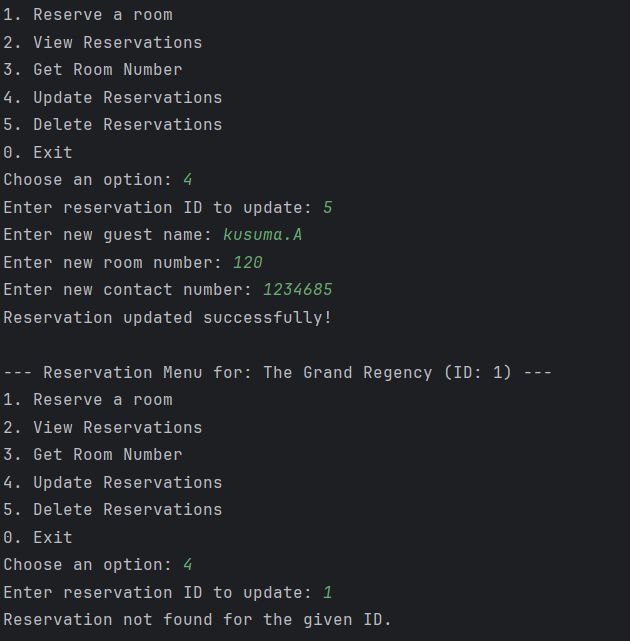 1. Reserve a room
2. View Reservations
3. Get Room Number
4. Update Reservations
5. Delete Reservations
0. Exit
Choose an option: 4
Enter reservation ID to update: 5
Enter new guest name: kusuma.A
Enter new room number: 120
Enter new contact number: 1234685
Reservation updated successfully!
--- Reservation Menu for: The Grand Regency (ID: 1) ---
1. Reserve a room
2. View Reservations
3. Get Room Number
4. Update Reservations
5. Delete Reservations
0. Exit
Choose an option: 4
Enter reservation ID to update: 1
Reservation not found for the given ID.